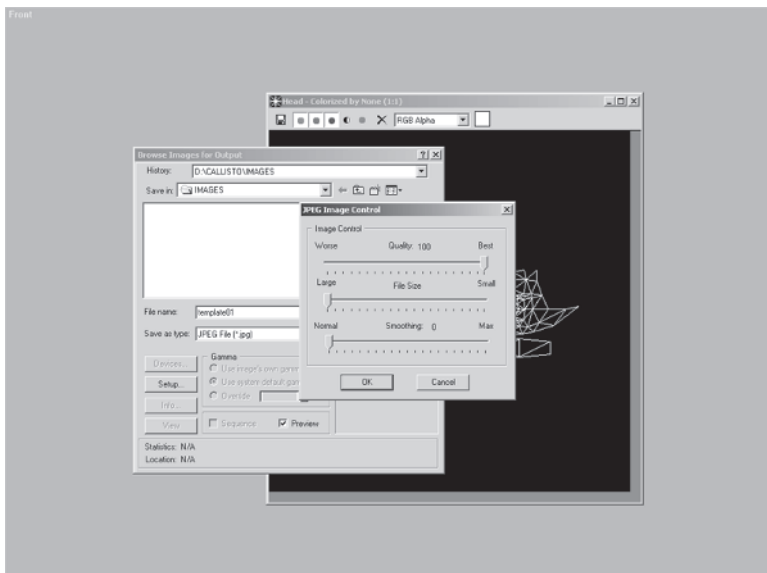 Front
Head - Colorized by None (1:1)
RGB Alpha
Browse Images for Output
History: D:\CALLISTO\IMAGES
Save in: IMAGES
JPEG Image Control
Image Control
Worse Quality: 100 Best
Large File Size Small
Normal Smoothing: 0 Max
OK Cancel
File name: template01
Save as type: JPEG File (*.jpg)
Devices...
Setup...
Info...
View
Gamma
Use image's own gamm
Use system default gam
Override
Sequence Preview
Statistics: N/A
Location: N/A